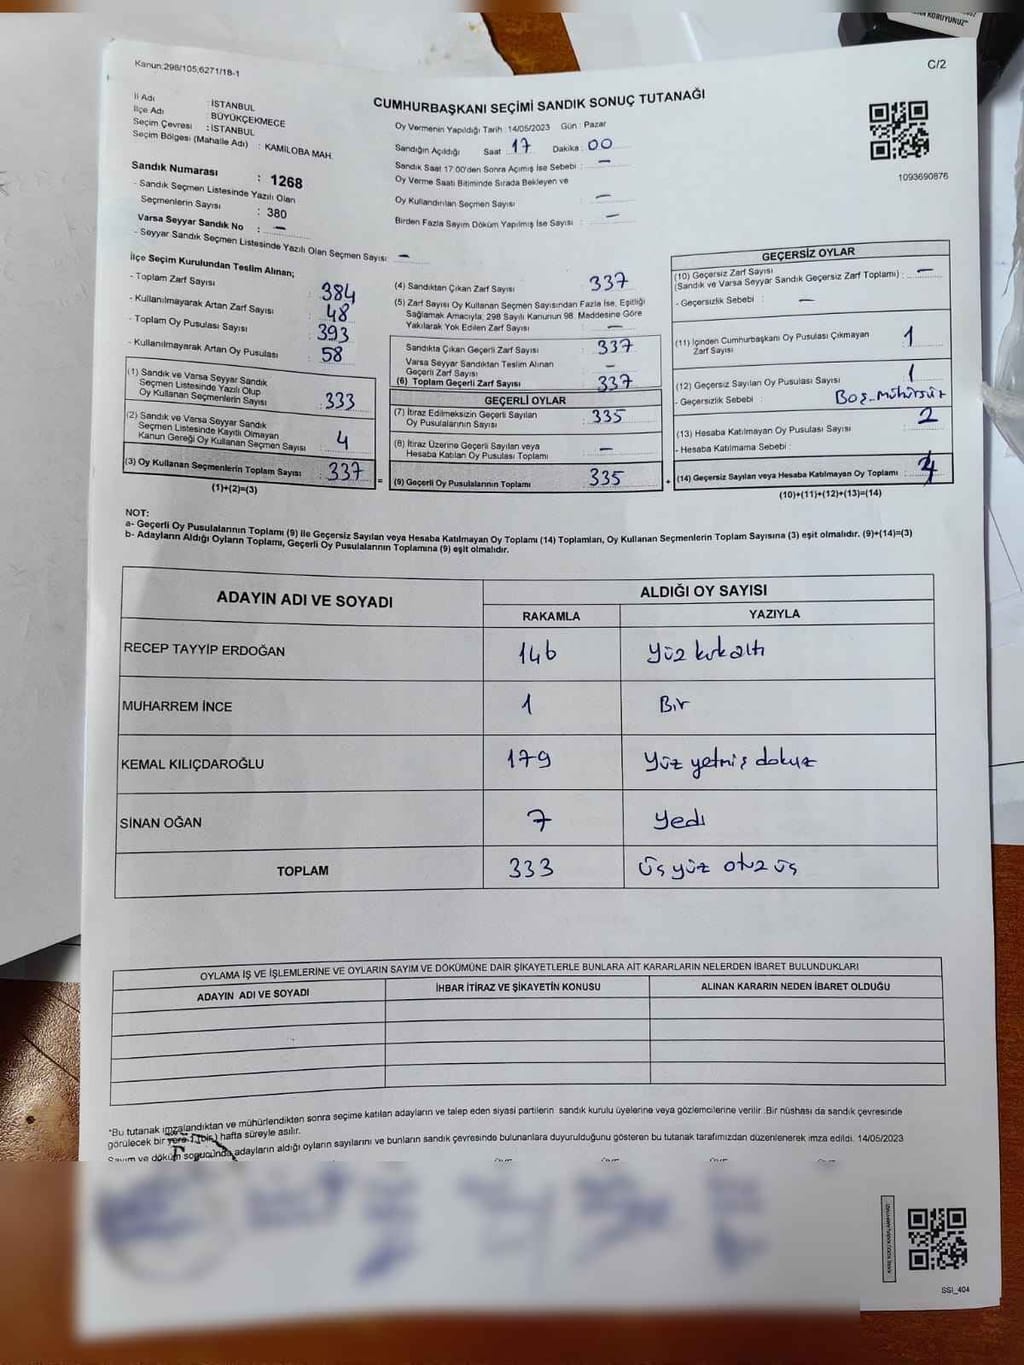 KORUYUNUZ"
Kanun:298/105,6271/18-1
C/2
CUMHURBAŞKANI SEÇİMİ SANDIK SONUÇ TUTANAĞI
İl Adı : İSTANBUL
İlçe Adı BÜYÜKÇEKMECE
Seçim Çevresi : İSTANBUL
Seçim Bölgesi (Mahalle Adı) : KAMİLOBA MAH.
Sandık Numarası : 1268
- Sandık Seçmen Listesinde Yazılı Olan
Seçmenlerin Sayısı : 380
Varsa Seyyar Sandık No : —
- Seyyar Sandık Seçmen Listesinde Yazılı Olan Seçmen Sayısı : —
Oy Vermenin Yapıldığı Tarih : 14/05/2023 Gün : Pazar
Sandığın Açıldığı Saat : 17 Dakika : 00
Sandık Saat 17:00'den Sonra Açımış İse Sebebi : —
Oy Verme Saati Bitiminde Sırada Bekleyen ve
Oy Kullandırılan Seçmen Sayısı : —
Birden Fazla Sayım Döküm Yapılmış İse Sayısı : —
1093690876
İlçe Seçim Kurulundan Teslim Alınan;
- Toplam Zarf Sayısı : 384
- Kullanılmayarak Artan Zarf Sayısı : 48
- Toplam Oy Pusulası Sayısı : 393
- Kullanılmayarak Artan Oy Pusulası : 58
(1) Sandık ve Varsa Seyyar Sandık
Seçmen Listesinde Yazılı Olup
Oy Kullanan Seçmenlerin Sayısı : 333
(2) Sandık ve Varsa Seyyar Sandık
Seçmen Listesinde Kayıtlı Olmayan
Kanun Gereği Oy Kullanan Seçmen Sayısı : 4
(3) Oy Kullanan Seçmenlerin Toplam Sayısı : 337
(1)+(2)=(3)
=
(4) Sandıktan Çıkan Zarf Sayısı : 337
(5) Zarf Sayısı Oy Kullanan Seçmen Sayısından Fazla İse, Eşitliği
Sağlamak Amacıyla, 298 Sayılı Kanunun 98. Maddesine Göre
Yakılarak Yok Edilen Zarf Sayısı : —
Sandıkta Çıkan Geçerli Zarf Sayısı : 337
Varsa Seyyar Sandıktan Teslim Alınan
Geçerli Zarf Sayısı : —
(6) Toplam Geçerli Zarf Sayısı : 337
GEÇERLİ OYLAR
(7) İtiraz Edilmeksizin Geçerli Sayılan
Oy Pusulalarının Sayısı : 335
(8) İtiraz Üzerine Geçerli Sayılan veya
Hesaba Katılan Oy Pusulası Toplamı : —
(9) Geçerli Oy Pusulalarının Toplamı : 335
+
GEÇERSİZ OYLAR
(10) Geçersiz Zarf Sayısı
(Sandık ve Varsa Seyyar Sandık Geçersiz Zarf Toplamı) : —
- Geçersizlik Sebebi : —
(11) İçinden Cumhurbaşkanı Oy Pusulası Çıkmayan
Zarf Sayısı : 1
(12) Geçersiz Sayılan Oy Pusulası Sayısı : 1
- Geçersizlik Sebebi : Boş-Mühürsüz
(13) Hesaba Katılmayan Oy Pusulası Sayısı : 2
- Hesaba Katılmama Sebebi :
(14) Geçersiz Sayılan veya Hesaba Katılmayan Oy Toplamı : 4
(10)+(11)+(12)+(13)=(14)
NOT:
a- Geçerli Oy Pusulalarının Toplamı (9) ile Geçersiz Sayılan veya Hesaba Katılmayan Oy Toplamı (14) Toplamları, Oy Kullanan Seçmenlerin Toplam Sayısına (3) eşit olmalıdır. (9)+(14)=(3)
b- Adayların Aldığı Oyların Toplamı, Geçerli Oy Pusulalarının Toplamına (9) eşit olmalıdır.
ADAYIN ADI VE SOYADI ALDIĞI OY SAYISI
RAKAMLA YAZIYLA
RECEP TAYYİP ERDOĞAN 146 Yüz kırk altı
MUHARREM İNCE 1 Bir
KEMAL KILIÇDAROĞLU 179 Yüz yetmiş dokuz
SİNAN OĞAN 7 Yedi
TOPLAM 333 Üç yüz otuz üç
OYLAMA İŞ VE İŞLEMLERİNE VE OYLARIN SAYIM VE DÖKÜMÜNE DAİR ŞİKAYETLERLE BUNLARA AİT KARARLARIN NELERDEN İBARET BULUNDUKLARI
ADAYIN ADI VE SOYADI İHBAR İTİRAZ VE ŞİKAYETİN KONUSU ALINAN KARARIN NEDEN İBARET OLDUĞU
*Bu tutanak imzalandıktan ve mühürlendikten sonra seçime katılan adayların ve talep eden siyasi partilerin sandık kurulu üyelerine veya gözlemcilerine verilir. Bir nüshası da sandık çevresinde
görülecek bir yere 1 (bir) hafta süreyle asılır.
Sayım ve döküm sonucunda adayların aldığı oyların sayılarını ve bunların sandık çevresinde bulunanlara duyurulduğunu gösteren bu tutanak tarafımızdan düzenlenerek imza edildi. 14/05/2023
SSI_404